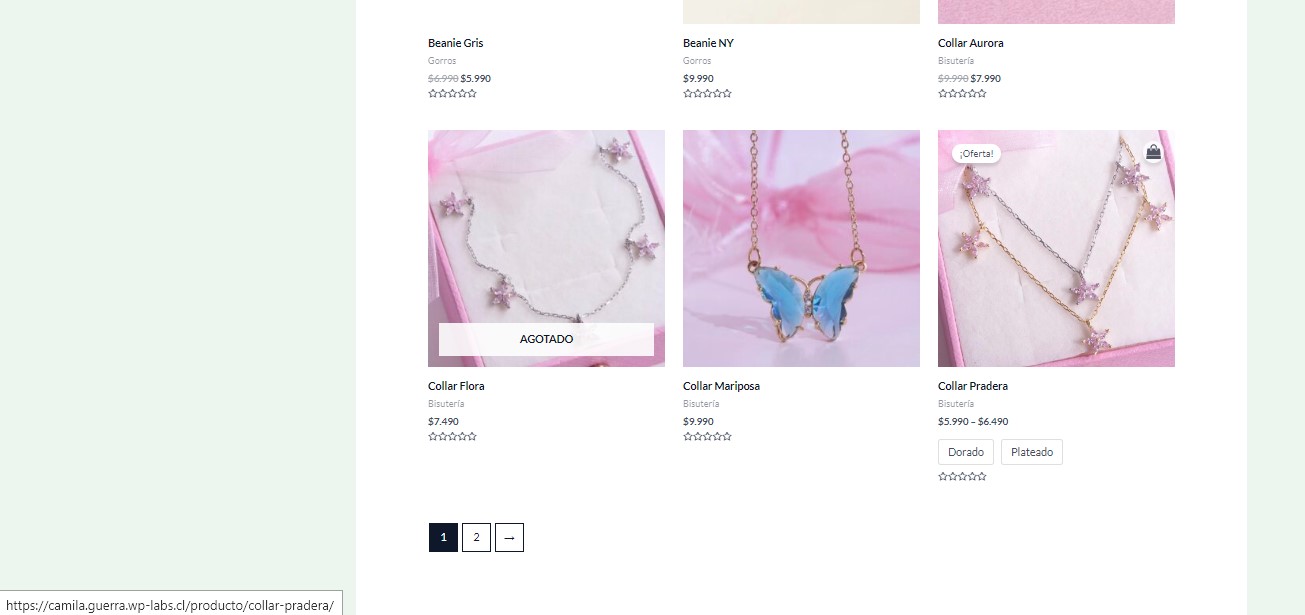 Beanie Gris
Gorros
$6.990 $5.990
Beanie NY
Gorros
$9.990
Collar Aurora
Bisutería
$9.990 $7.990
AGOTADO
Collar Flora
Bisutería
$7.490
Collar Mariposa
Bisutería
$9.990
¡Oferta!
Collar Pradera
Bisutería
$5.990 – $6.490
Dorado Plateado
1 2 →
https://camila.guerra.wp-labs.cl/producto/collar-pradera/